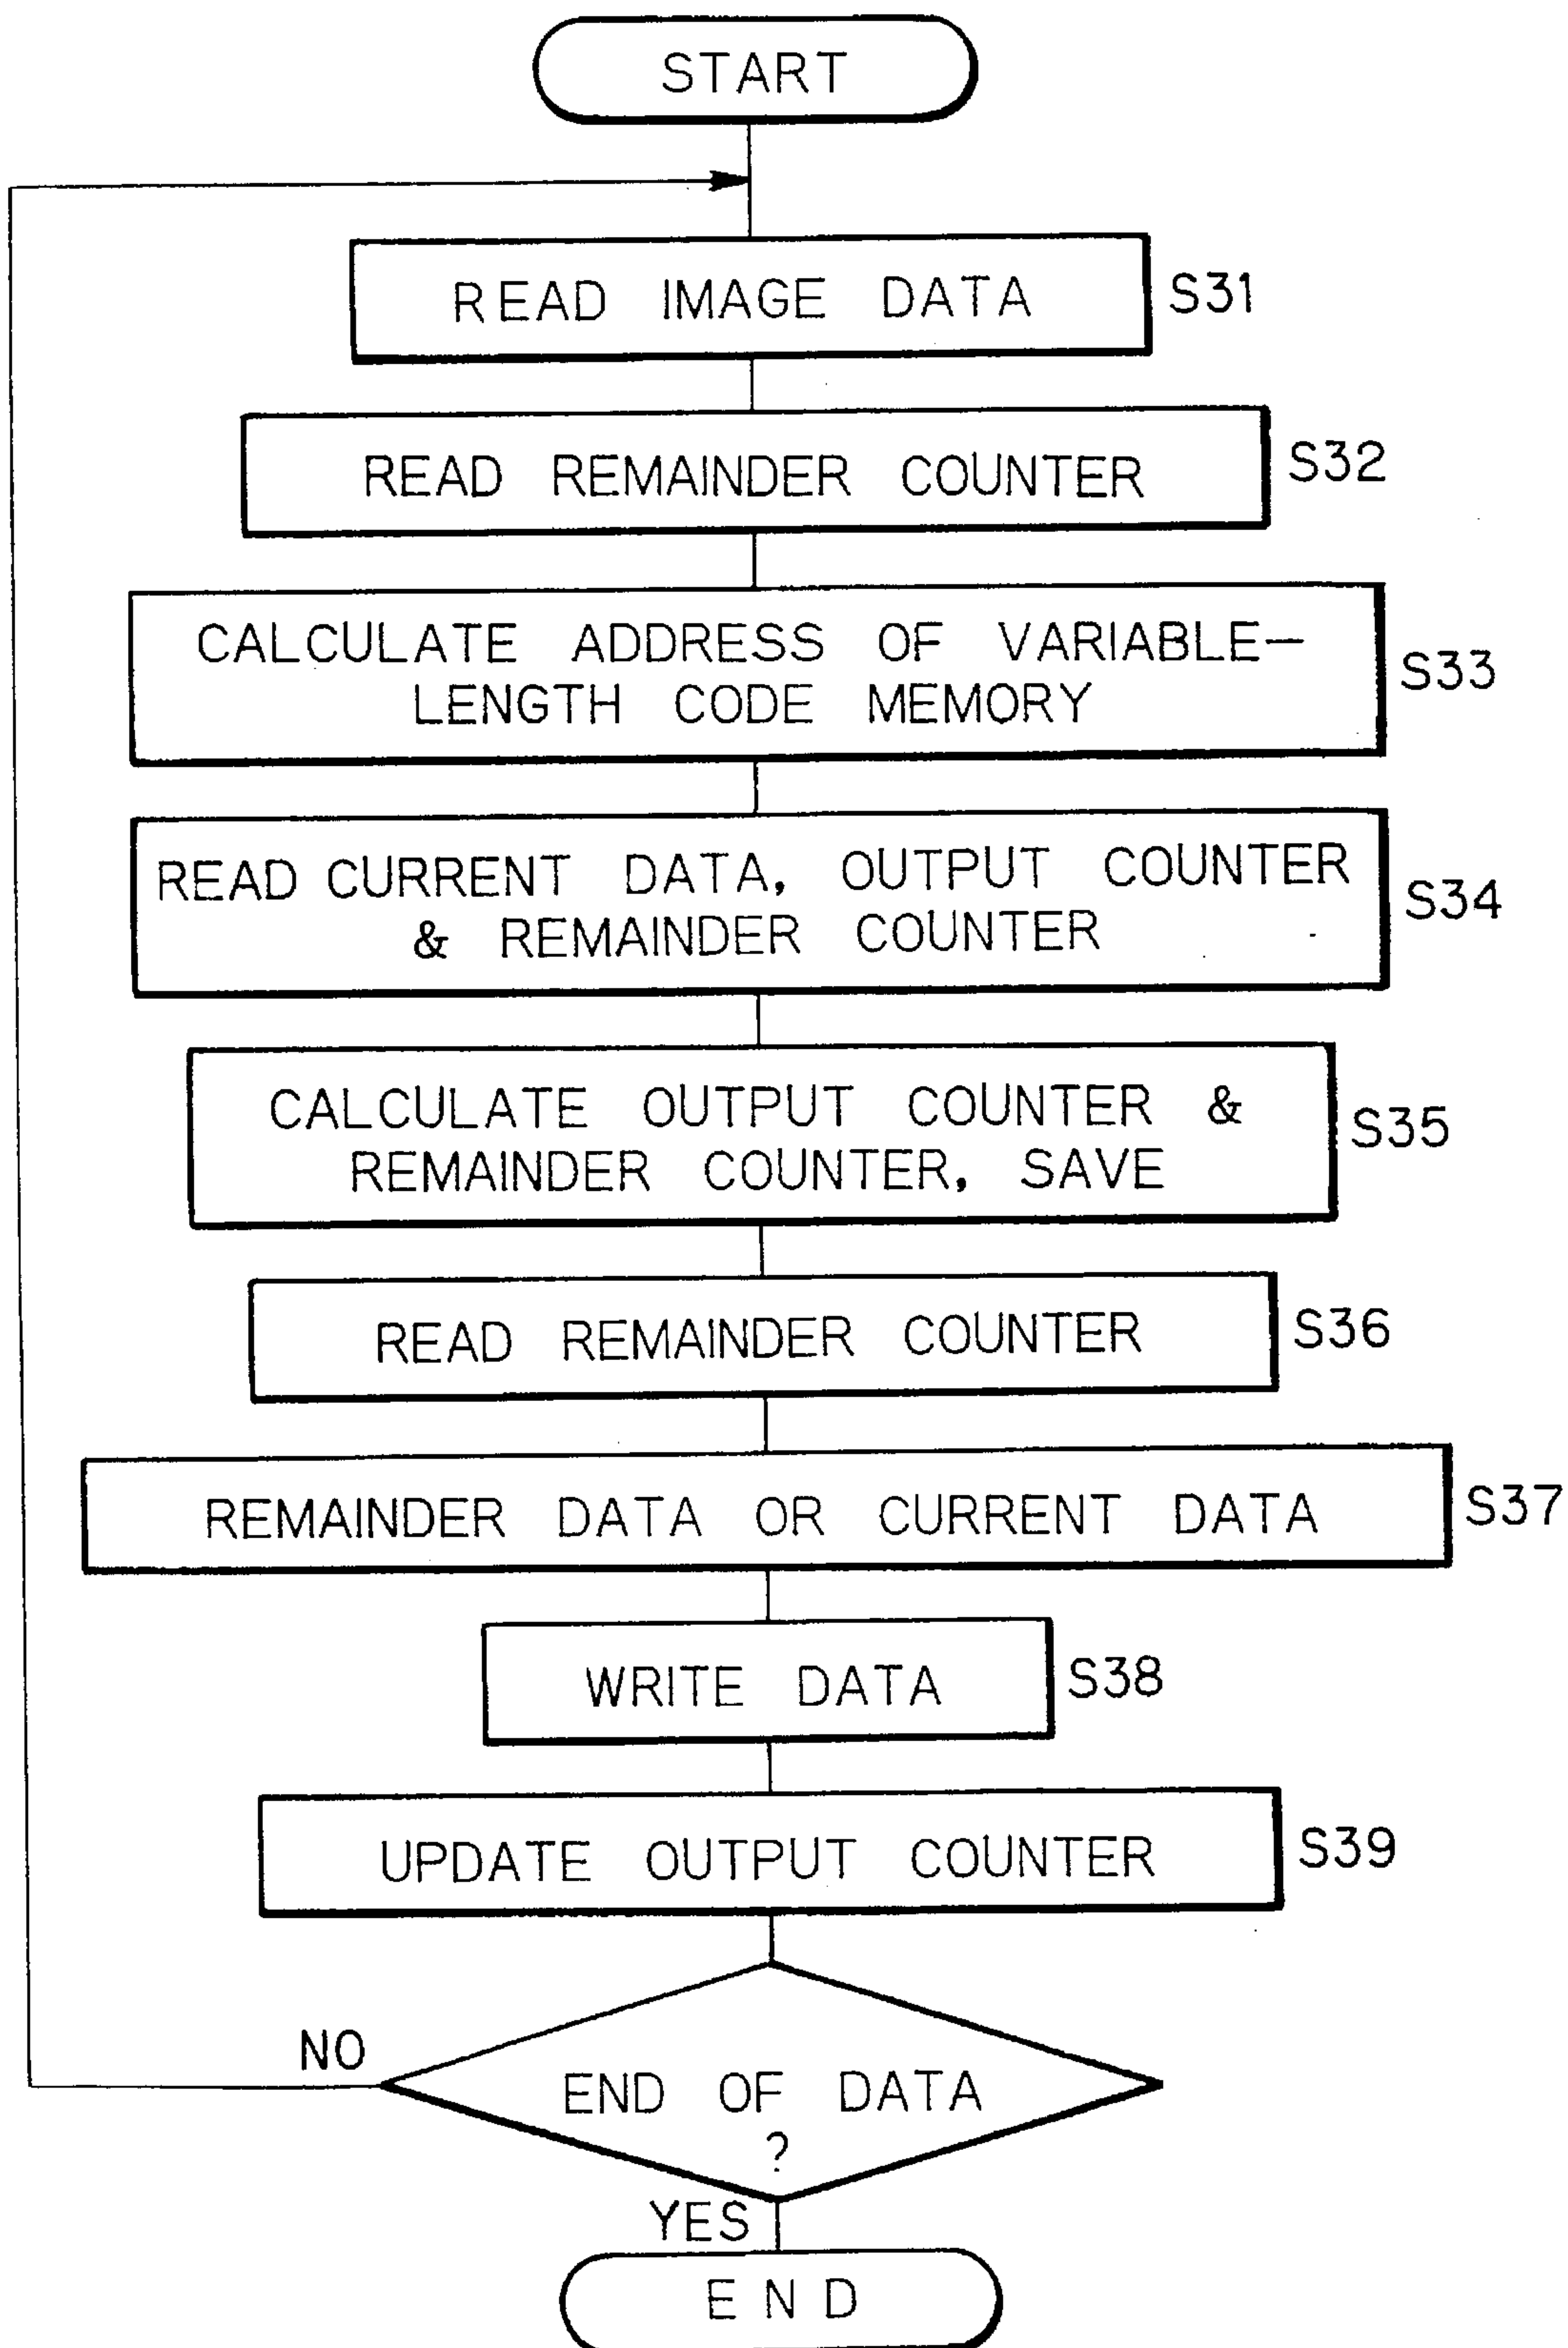 START
READ IMAGE DATA S31
READ REMAINDER COUNTER S32
CALCULATE ADDRESS OF VARIABLE-
LENGTH CODE MEMORY
S33
READ CURRENT DATA, OUTPUT COUNTER
& REMAINDER COUNTER
S34
CALCULATE OUTPUT COUNTER &
REMAINDER COUNTER, SAVE
S35
READ REMAINDER COUNTER S36
REMAINDER DATA OR CURRENT DATA S37
WRITE DATA S38
UPDATE OUTPUT COUNTER S39
NO
END OF DATA
?
YES
END